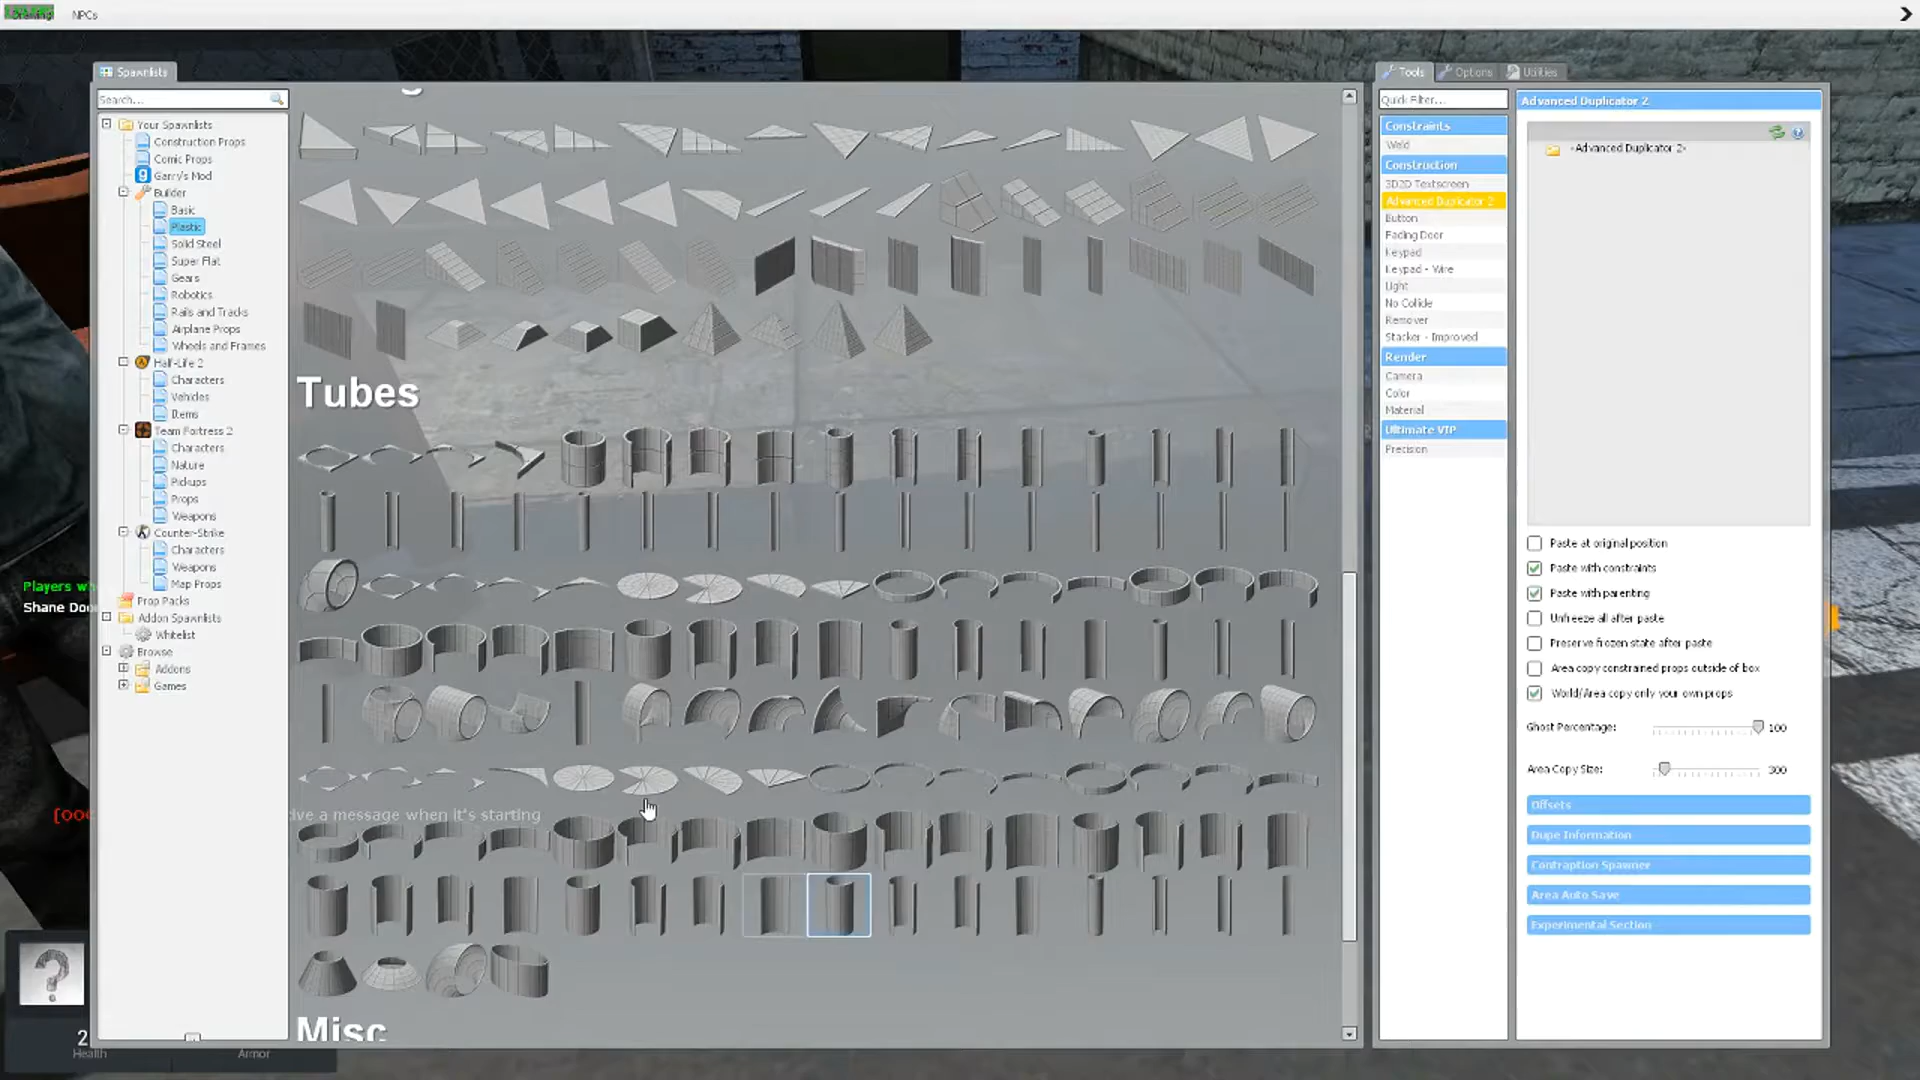 Drawing
NPCs
Spawnlists
Search...
Your Spawnlists
Construction Props
Comic Props
Garry's Mod
Builder
Basic
Plastic
Solid Steel
Super Flat
Gears
Robotics
Rails and Tracks
Airplane Props
Wheels and Frames
Half-Life 2
Characters
Vehicles
Items
Team Fortress 2
Characters
Nature
Pickups
Props
Weapons
Counter-Strike
Characters
Weapons
Map Props
Prop Packs
Addon Spawnlists
Whitelist
Browse
Addons
Games
Players
Shane
2
Health
Armor
Tubes
a message when it's starting
Misc
Tools
Options
Utilities
Quick Filter...
Constraints
Weld
Construction
3D2D Textscreen
Advanced Duplicator 2
Button
Fading Door
Keypad
Keypad - Wire
Light
No Collide
Remover
Stacker - Improved
Render
Camera
Color
Material
Ultimate VIP
Precision
Advanced Duplicator 2
-Advanced Duplicator 2-
Paste at original position
Paste with constraints
Paste with parenting
Unfreeze all after paste
Preserve frozen state after paste
Area copy constrained props outside of box
World/Area copy only your own props
Ghost Percentage: 100
Area Copy Size: 300
Offsets
Dupe Information
Contraption Spawner
Area Auto Save
Experimental Section